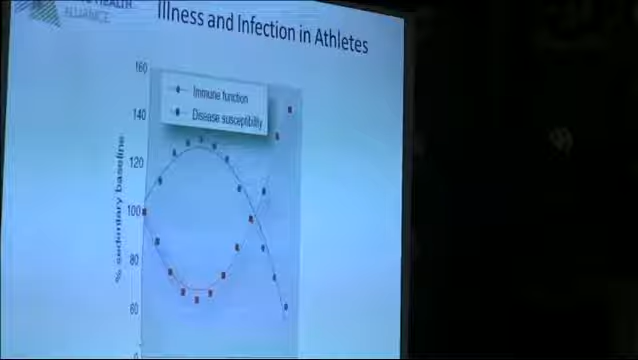 HEALTH
ALLIANCE
Illness and Infection in Athletes
160
Immune function
140
Disease susceptibility
120
% sedentary baseline
100
80
60
0